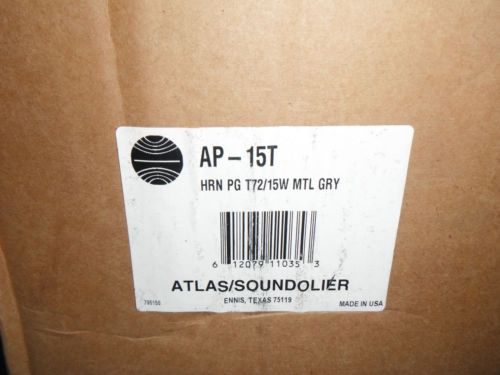 AP - 15T
HRN PG T72/15W MTL GRY
6 12079 11035 3
ATLAS/SOUNDOLIER
ENNIS, TEXAS 75119
MADE IN USA